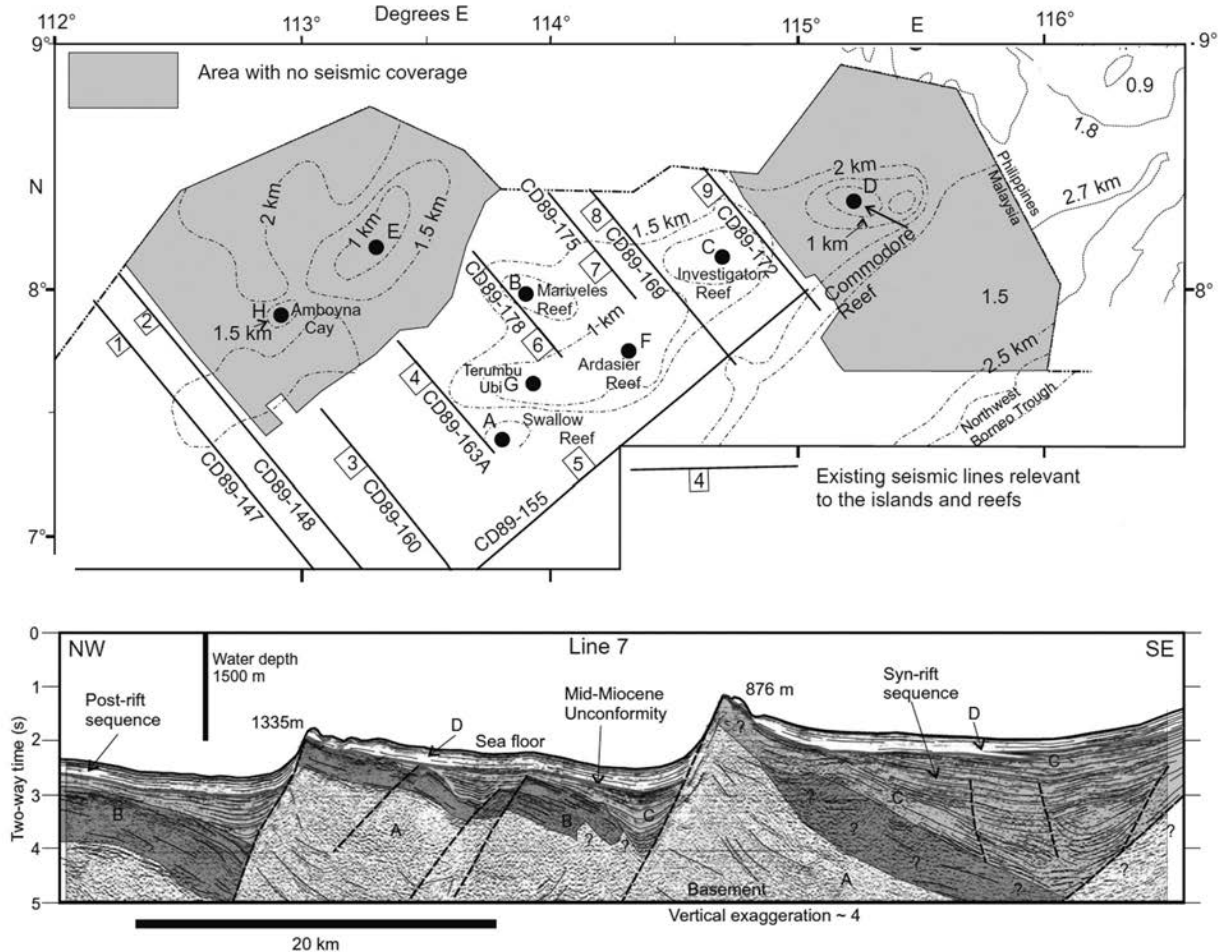 Degrees E
112° 113° 114° 115° E 116°
9° 9°
Area with no seismic coverage
0.9
1.8
2.7 km
Philippines
Malaysia
N
2 km
1 km
1.5 km
E
CD89-175
8
CD89-169
7
9
CD89-172
1.5 km
2 km
D
1 km
Commodore
Reef
C
Investigator
Reef
8° 8°
B
Mariveles
Reef
CD89-178
6
1 km
H
Amboyna
Cay
1.5 km
1.5
1
2
F
Ardasier
Reef
Terumbu
Ubi
G
4
CD89-163A
A
Swallow
Reef
2.5 km
Northwest
Borneo Trough
3
CD89-160
5
CD89-155
CD89-147
CD89-148
7°
4
Existing seismic lines relevant
to the islands and reefs
113° 114° 115° 116°
0
NW
Line 7
SE
Water depth
1500 m
1
Post-rift
sequence
1335m
D
Sea floor
Mid-Miocene
Unconformity
876 m
Syn-rift
sequence
D
2
3
4
5
Two-way time (s)
B
A
B
C
?
?
?
?
C
C
?
?
?
?
?
?
?
A
Basement
Vertical exaggeration ~ 4
20 km